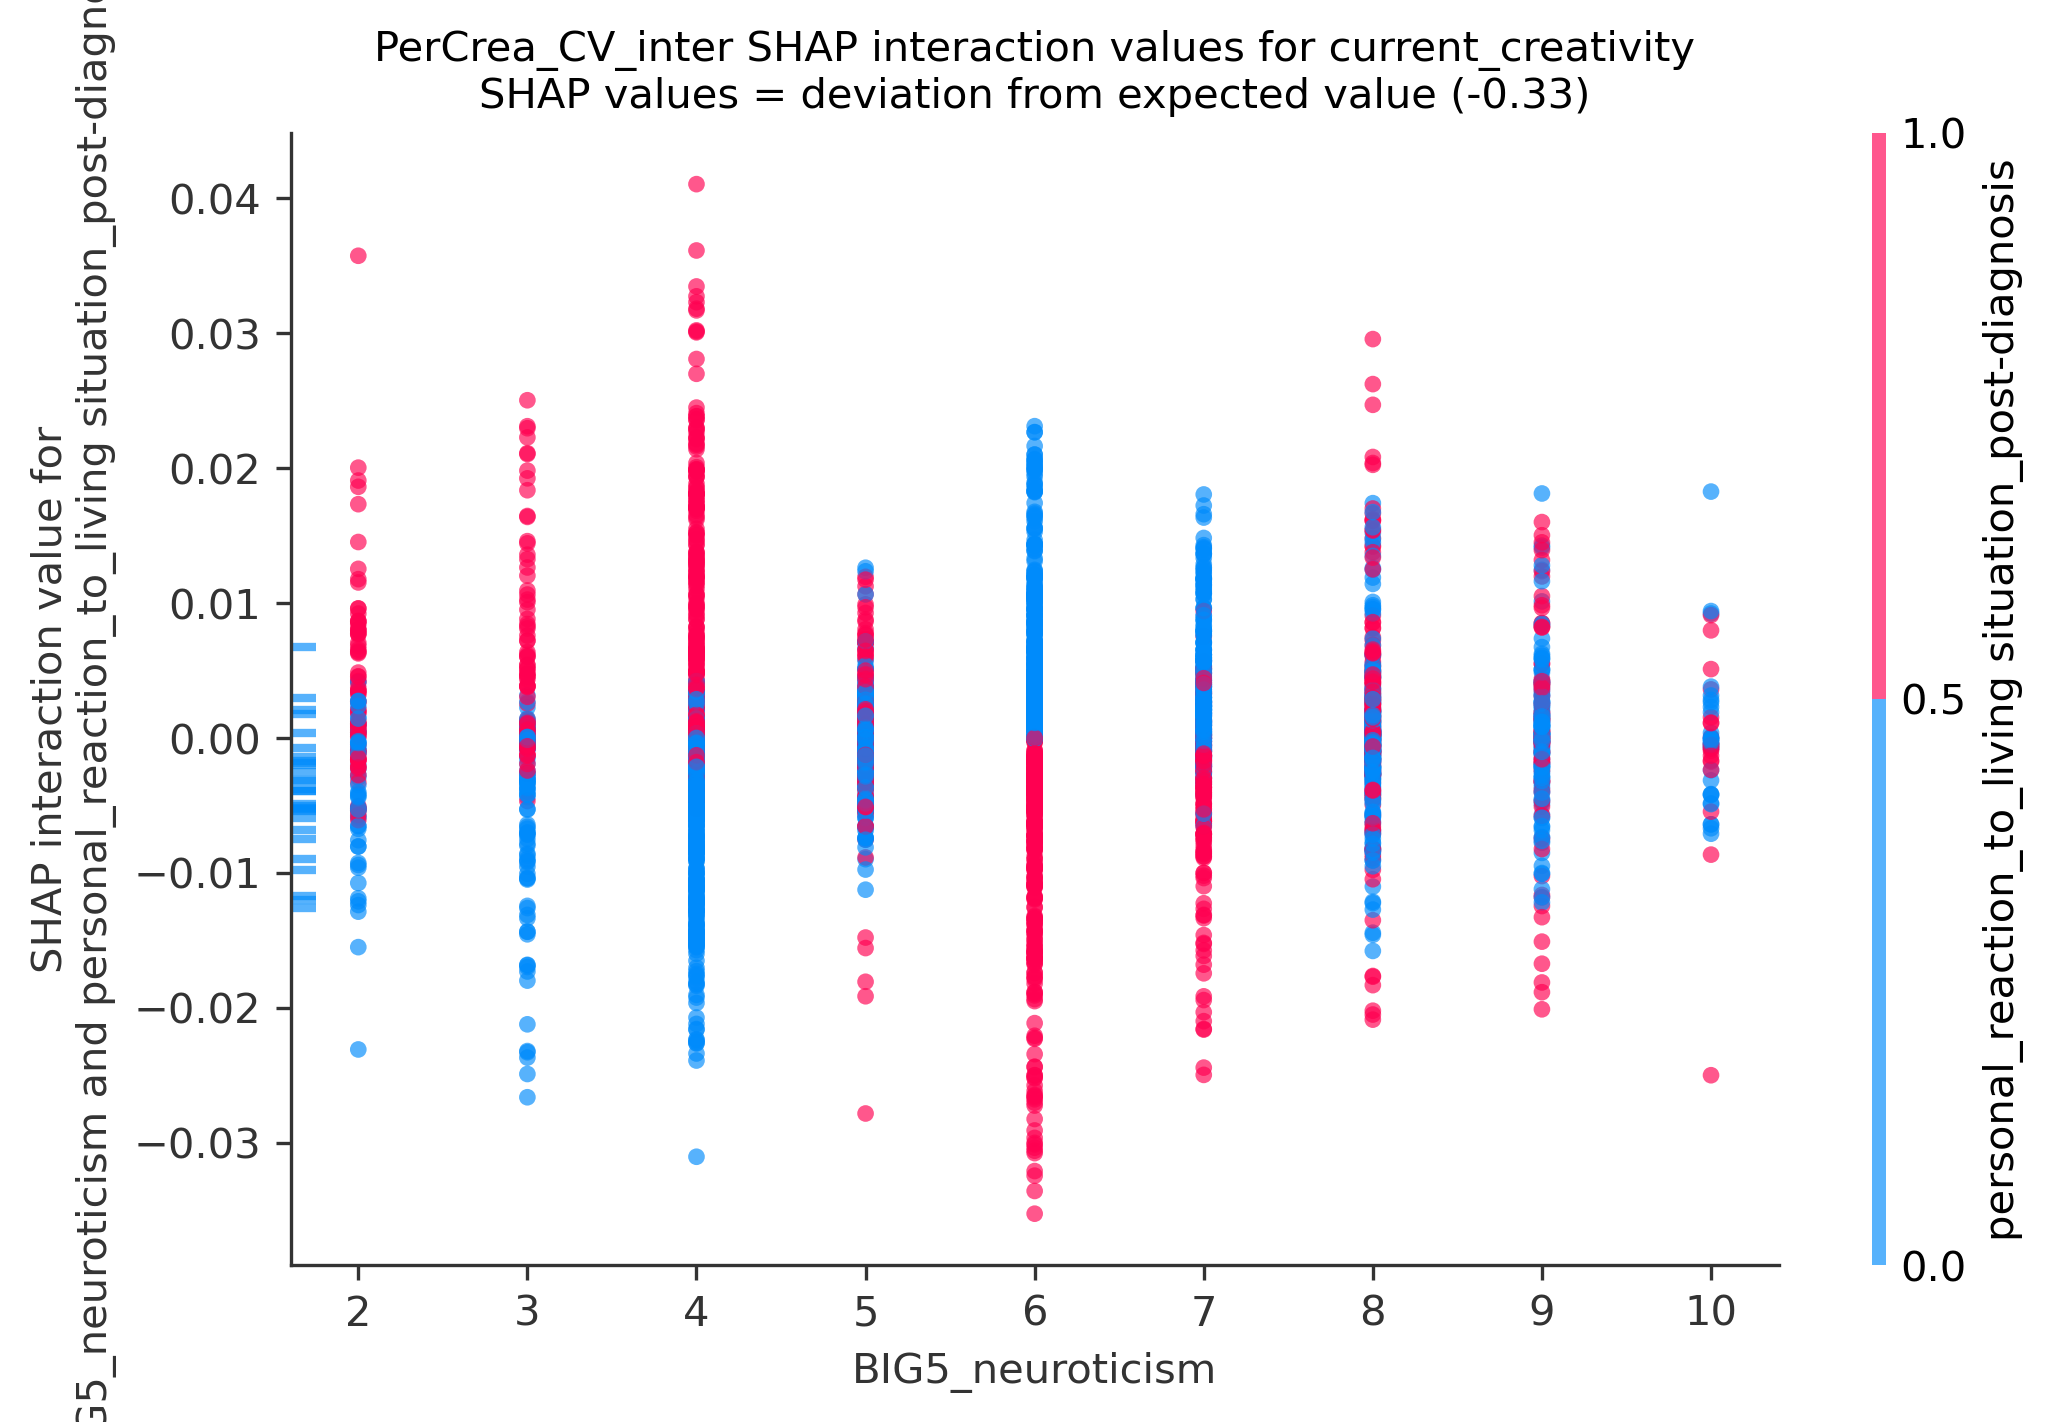 PerCrea_CV_inter SHAP interaction values for current_creativity
SHAP values = deviation from expected value (-0.33)
SHAP interaction value for
G5_neuroticism and personal_reaction_to_living situation_post-diagn
0.04
0.03
0.02
0.01
0.00
−0.01
−0.02
−0.03
2 3 4 5 6 7 8 9 10
BIG5_neuroticism
1.0
0.5
0.0
personal_reaction_to_living situation_post-diagnosis